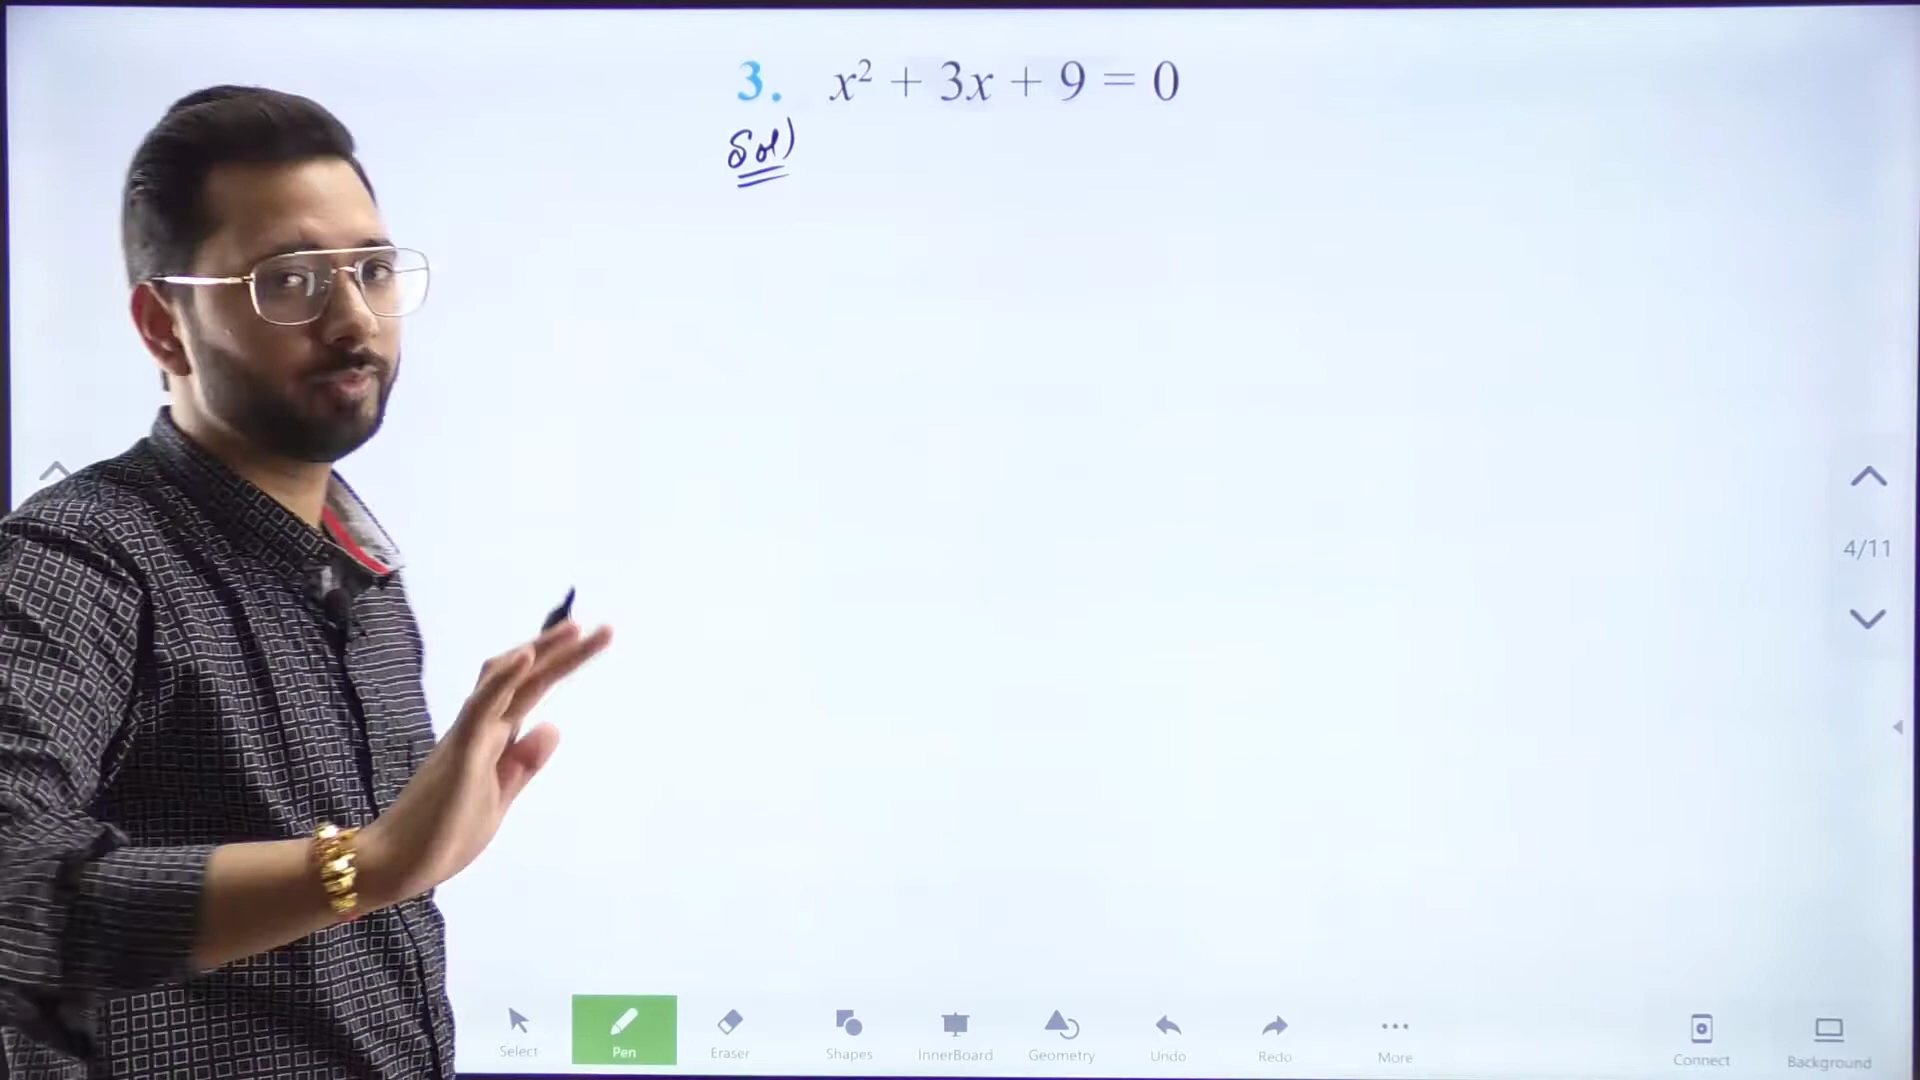 3. x² + 3x + 9 = 0
Sol)
4/11
Select Pen Eraser Shapes InnerBoard Geometry Undo Redo More Connect Background